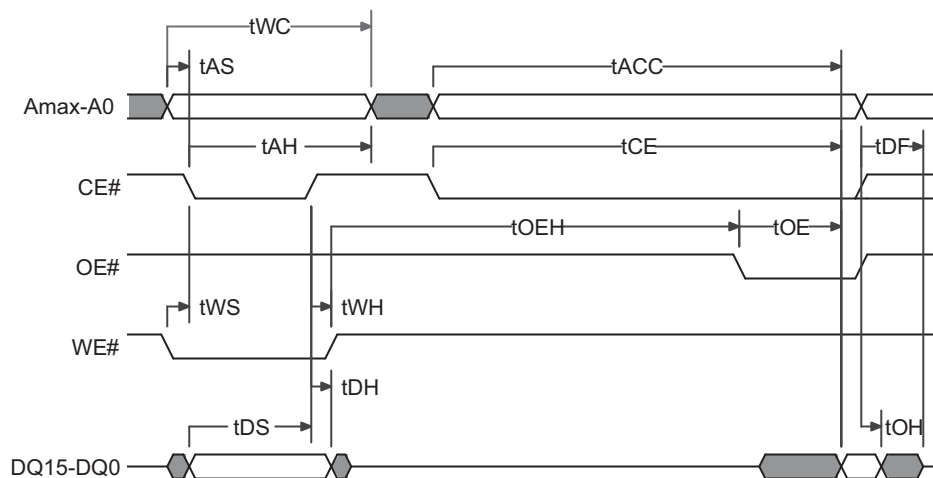 tWC
tAS
tACC
Amax-A0
tAH
tCE
tDF
CE#
tOEH
tOE
OE#
tWS
tWH
WE#
tDH
tDS
tOH
DQ15-DQ0